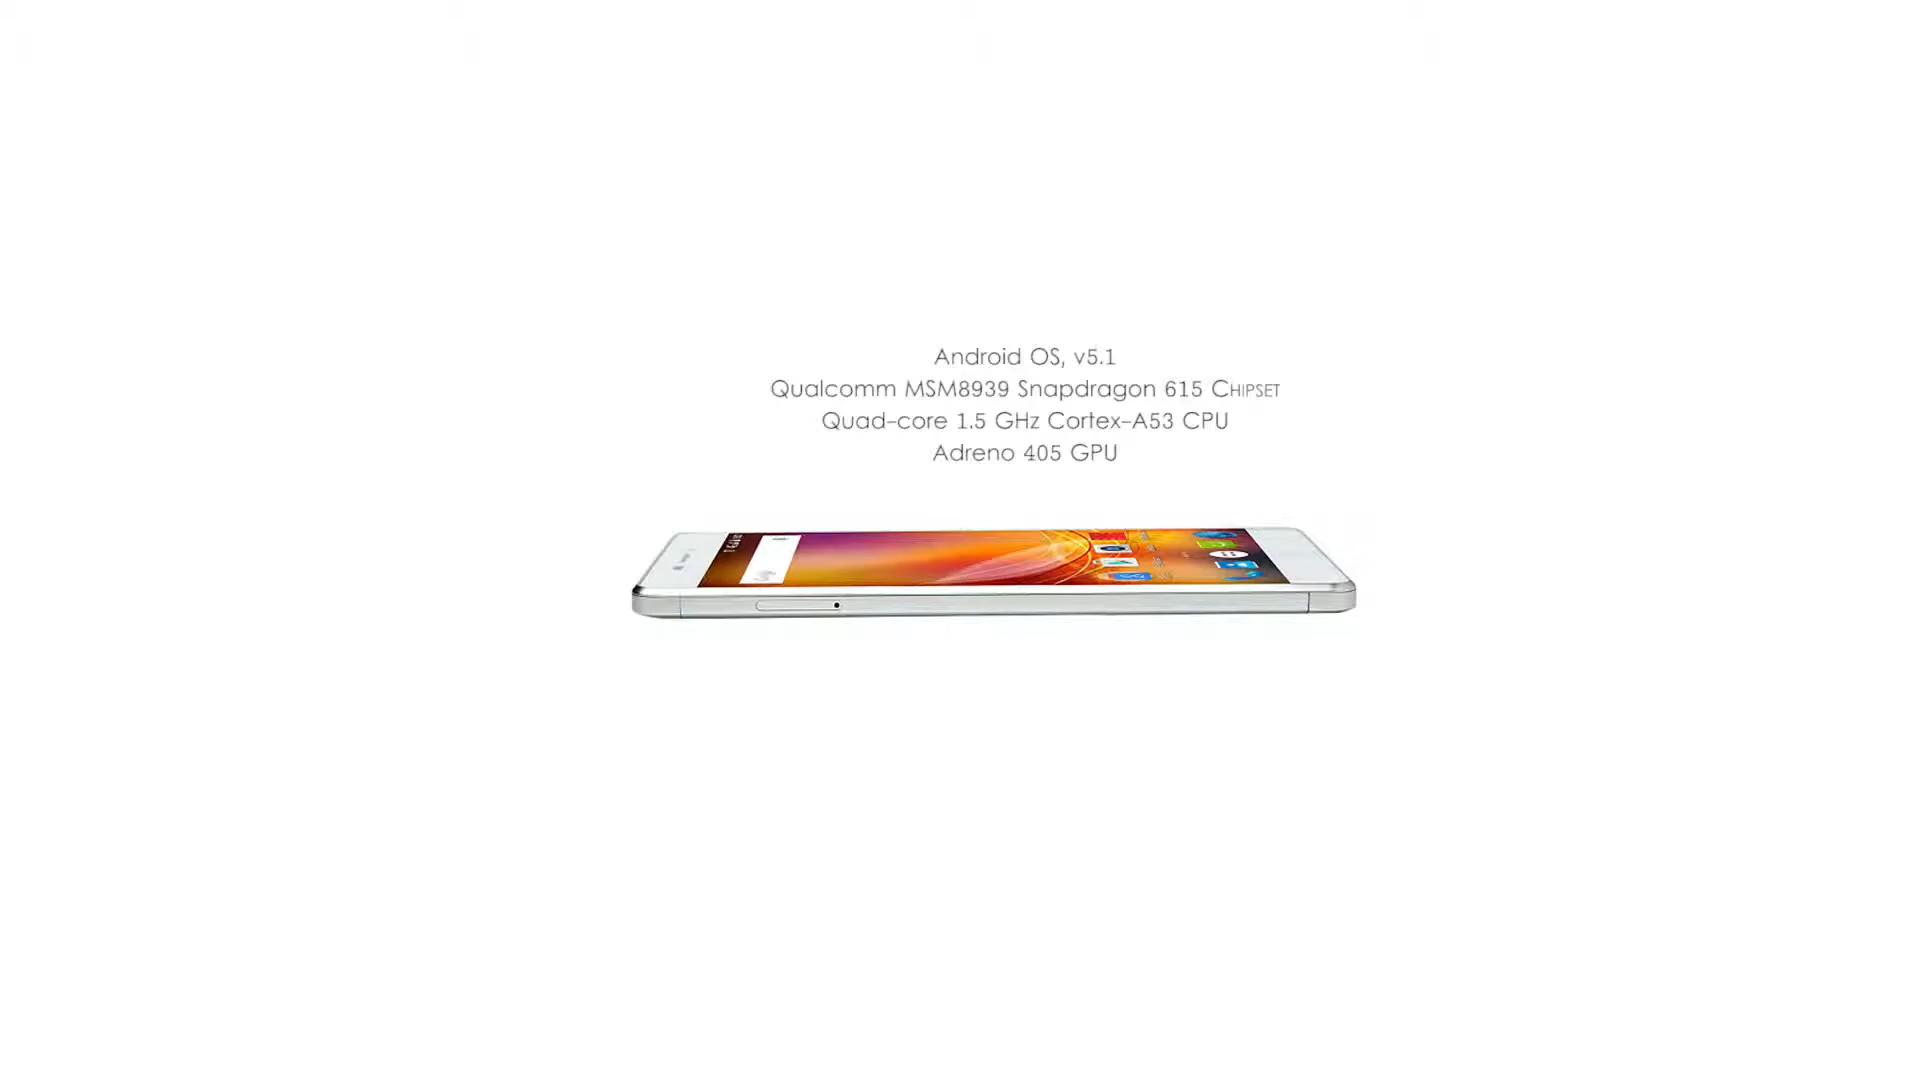 Android OS, v5.1
Qualcomm MSM8939 Snapdragon 615 CHIPSET
Quad-core 1.5 GHz Cortex-A53 CPU
Adreno 405 GPU